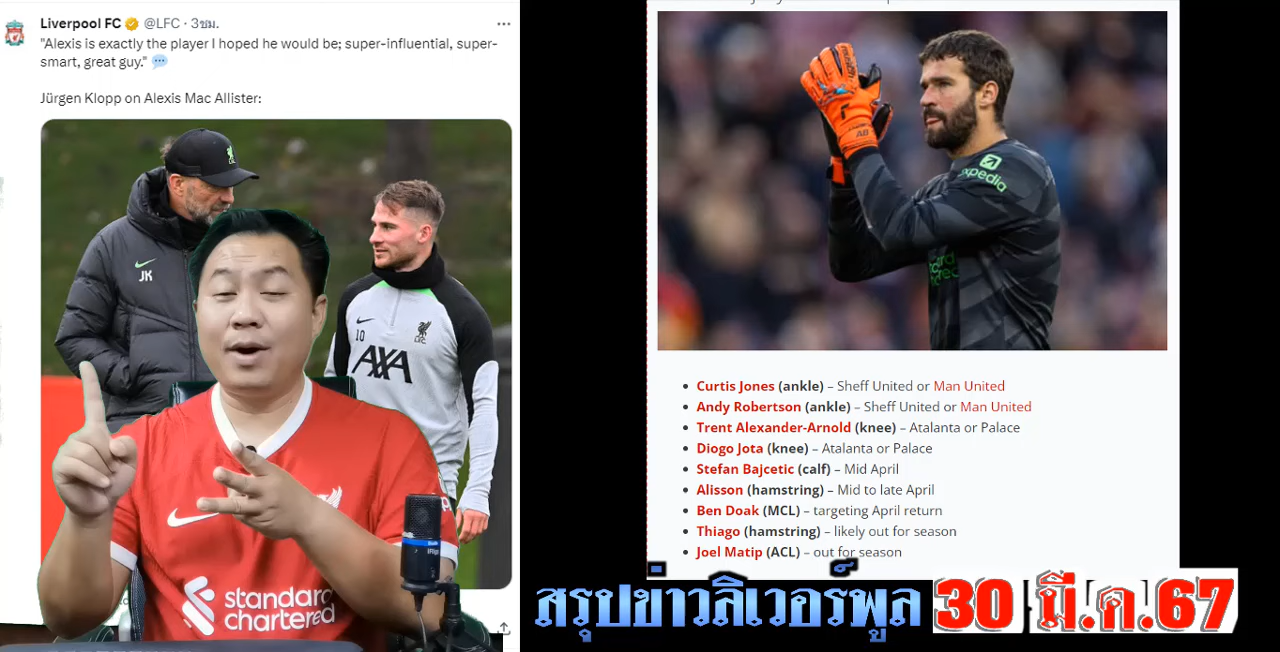 Liverpool FC @LFC · 3ชม.
"Alexis is exactly the player I hoped he would be; super-influential, super-
smart, great guy." 💬
Jürgen Klopp on Alexis Mac Allister:
JK
10
AXA
standard
chartered
expedia
AB
Curtis Jones (ankle) – Sheff United or Man United
Andy Robertson (ankle) – Sheff United or Man United
Trent Alexander-Arnold (knee) – Atalanta or Palace
Diogo Jota (knee) – Atalanta or Palace
Stefan Bajcetic (calf) – Mid April
Alisson (hamstring) – Mid to late April
Ben Doak (MCL) – targeting April return
Thiago (hamstring) – likely out for season
Joel Matip (ACL) – out for season
สรุปข่าวลิเวอร์พูล 30 มี.ค.67